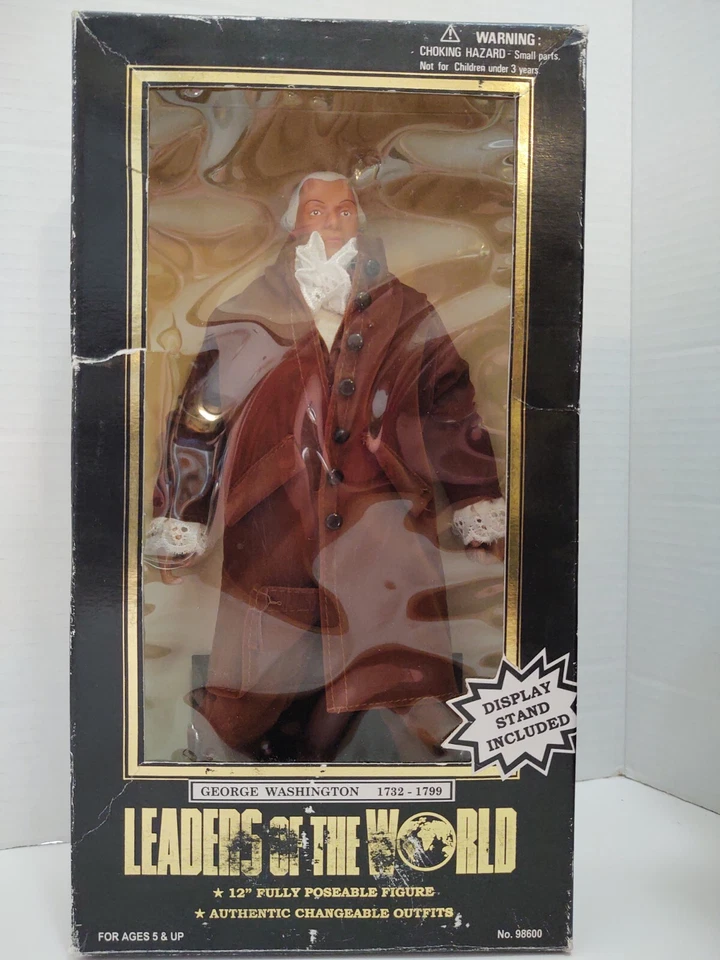 ⚠ WARNING:
CHOKING HAZARD - Small parts.
Not for Children under 3 years.
DISPLAY
STAND
INCLUDED
GEORGE WASHINGTON 1732 - 1799
LEADERS OF THE WORLD
★ 12" FULLY POSEABLE FIGURE
★ AUTHENTIC CHANGEABLE OUTFITS
FOR AGES 5 & UP No. 98600